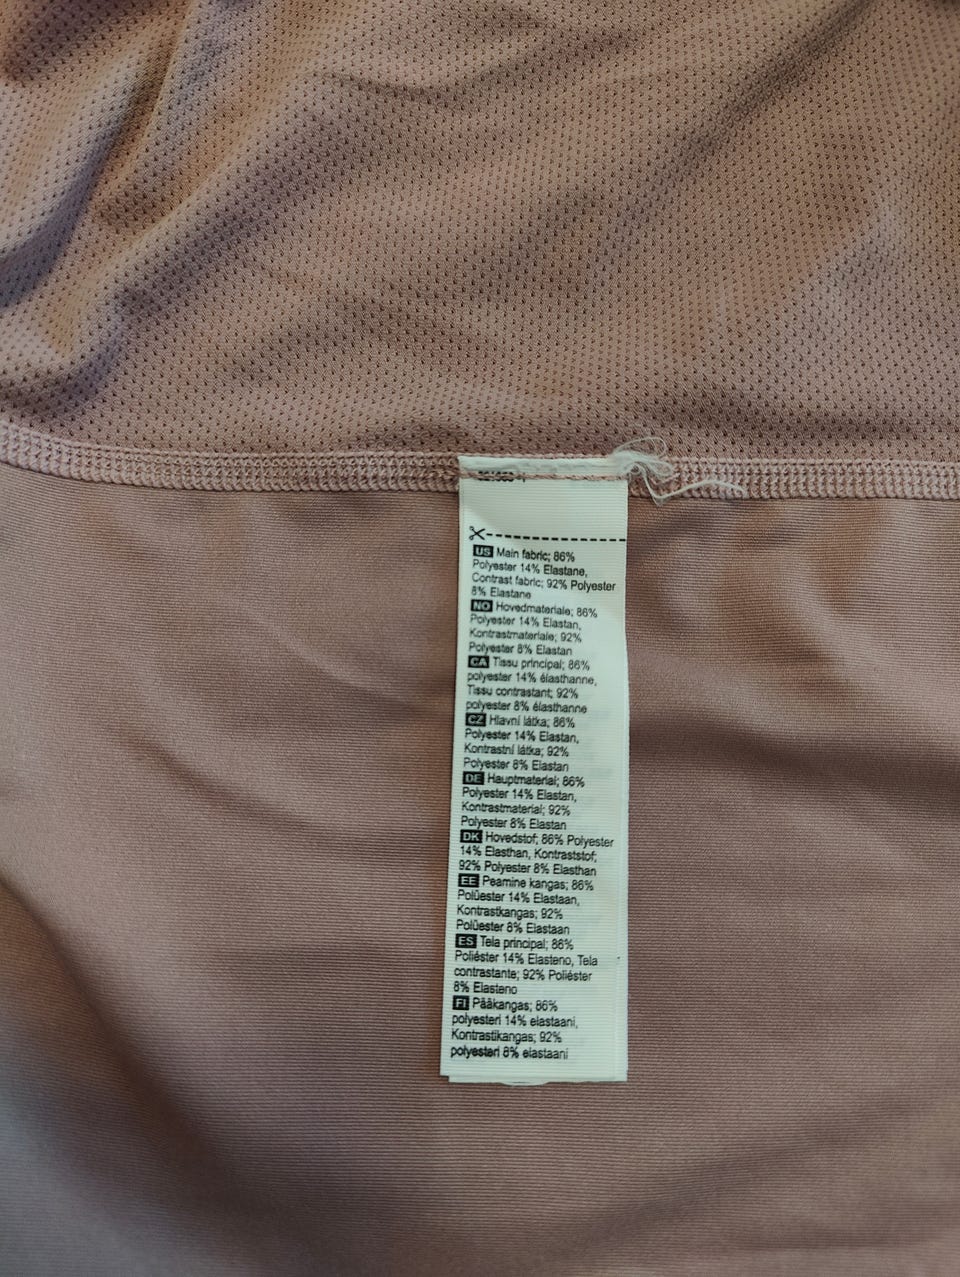 US Main fabric; 86%
Polyester 14% Elastane,
Contrast fabric; 92% Polyester
8% Elastane
NO Hovedmateriale; 86%
Polyester 14% Elastan,
Kontrastmateriale; 92%
Polyester 8% Elastan
CA Tissu principal; 86%
polyester 14% élasthanne,
Tissu contrastant; 92%
polyester 8% élasthanne
CZ Hlavní látka; 86%
Polyester 14% Elastan,
Kontrastní látka; 92%
Polyester 8% Elastan
DE Hauptmaterial; 86%
Polyester 14% Elastan,
Kontrastmaterial; 92%
Polyester 8% Elastan
DK Hovedstof; 86% Polyester
14% Elasthan, Kontraststof;
92% Polyester 8% Elasthan
EE Peamine kangas; 86%
Polüester 14% Elastaan,
Kontrastkangas; 92%
Polüester 8% Elastaan
ES Tela principal; 86%
Poliéster 14% Elasteno, Tela
contrastante; 92% Poliéster
8% Elasteno
FI Pääkangas; 86%
polyesteri 14% elastaani,
Kontrastikangas; 92%
polyesteri 8% elastaani